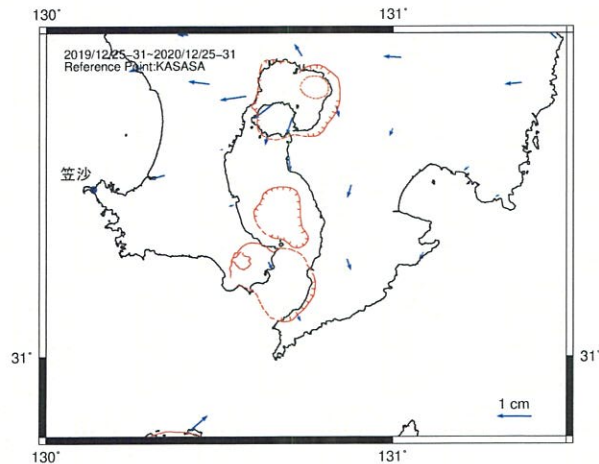 130° 131°
2019/12/25-31~2020/12/25-31
Reference Point:KASASA
笠沙
31° 31°
1 cm
130° 131°